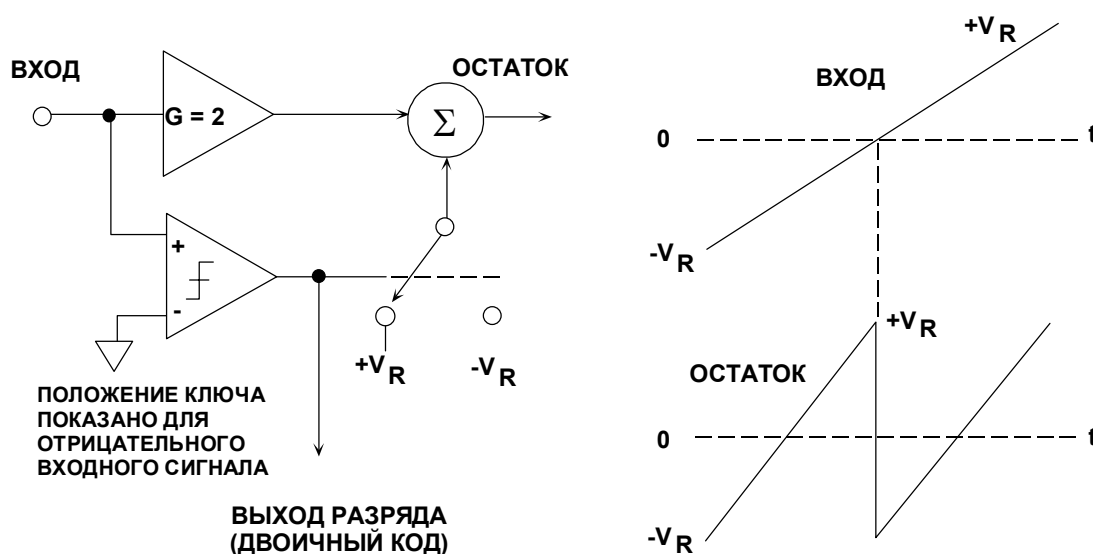 ВХОД
G = 2
ОСТАТОК
Σ
+
-
+VR
-VR
ПОЛОЖЕНИЕ КЛЮЧА
ПОКАЗАНО ДЛЯ
ОТРИЦАТЕЛЬНОГО
ВХОДНОГО СИГНАЛА
ВЫХОД РАЗРЯДА
(ДВОИЧНЫЙ КОД)
+VR
ВХОД
0
t
-VR
+VR
ОСТАТОК
0
t
-VR